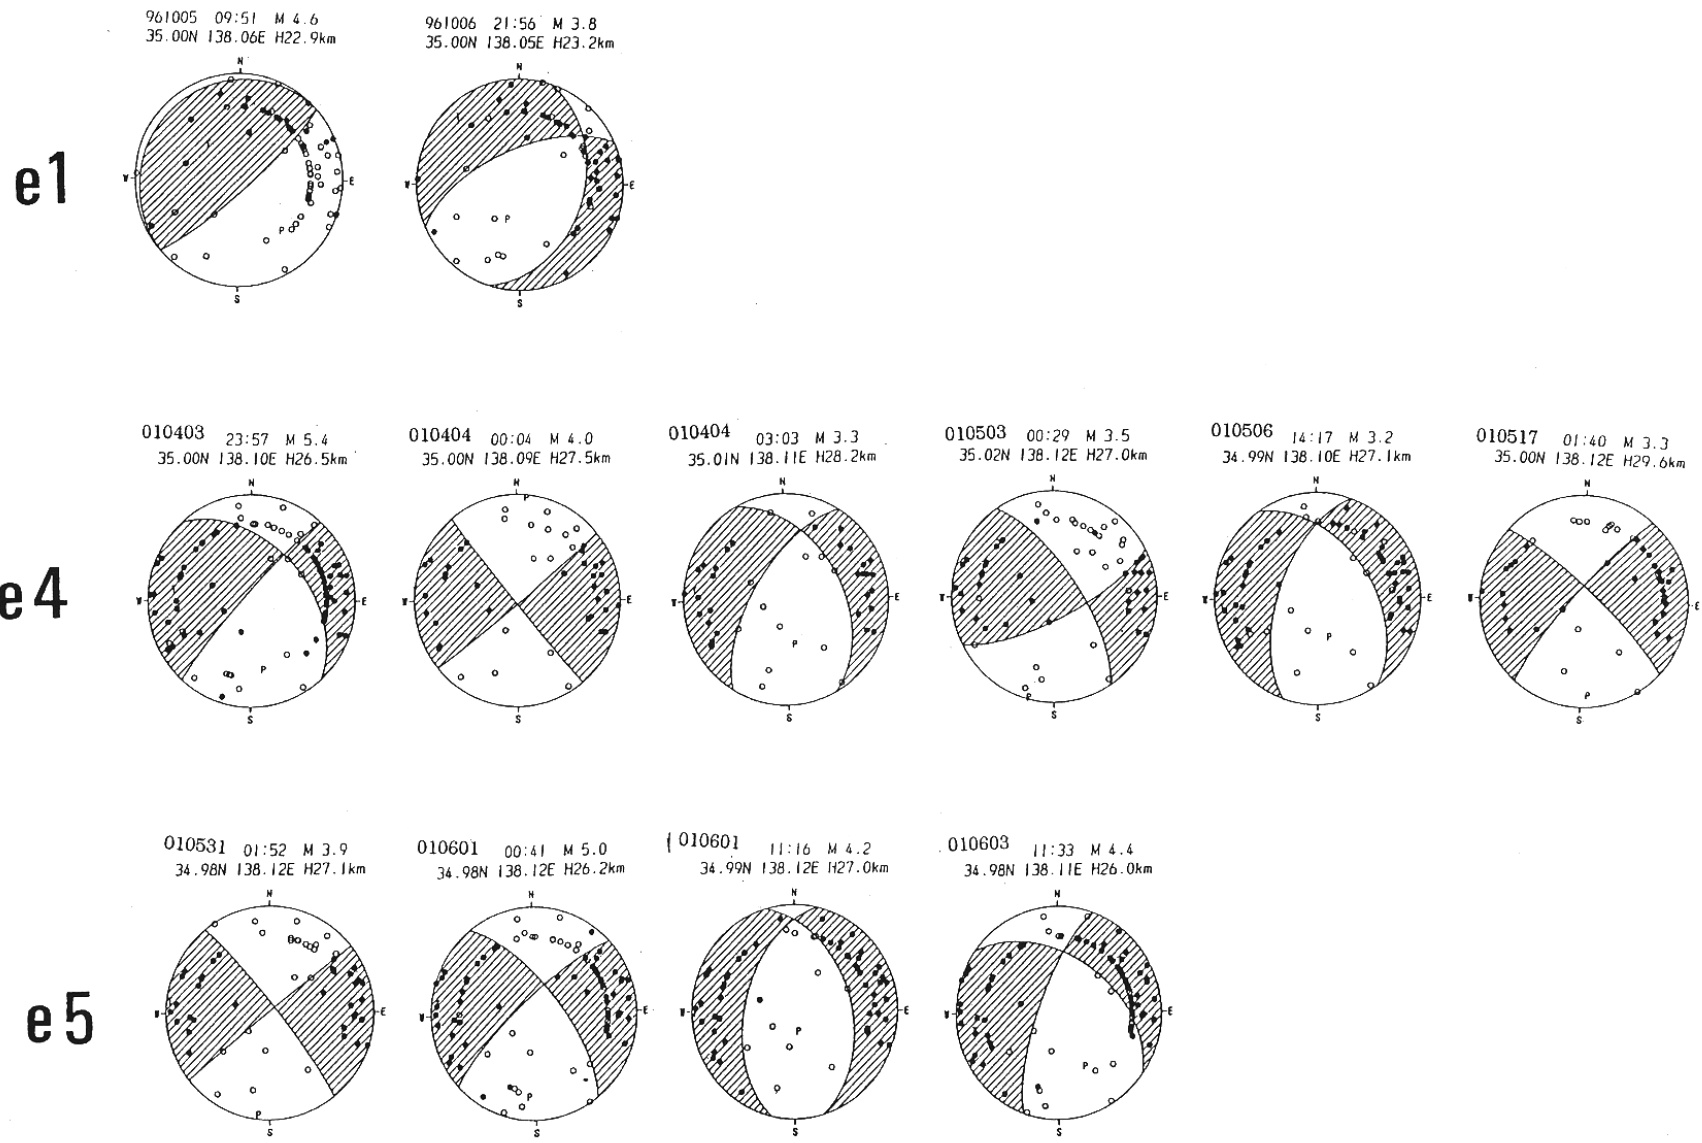 961005 09:51 M 4.6
35.00N 138.06E H22.9km
961006 21:56 M 3.8
35.00N 138.05E H23.2km
N
N
e1
W
E
W
E
P
P
S
S
010403 23:57 M 5.4
35.00N 138.10E H26.5km
010404 00:04 M 4.0
35.00N 138.09E H27.5km
010404 03:03 M 3.3
35.01N 138.11E H28.2km
010503 00:29 M 3.5
35.02N 138.12E H27.0km
010506 14:17 M 3.2
34.99N 138.10E H27.1km
010517 01:40 M 3.3
35.00N 138.12E H29.6km
N
N
N
N
N
N
P
e4
W
E
W
E
W
E
W
E
W
E
W
E
P
P
P
P
P
S
S
S
S
S
S
010531 01:52 M 3.9
34.98N 138.12E H27.1km
010601 00:41 M 5.0
34.98N 138.12E H26.2km
010601 11:16 M 4.2
34.99N 138.12E H27.0km
010603 11:33 M 4.4
34.98N 138.11E H26.0km
N
N
N
N
e5
W
E
W
E
W
E
W
E
P
P
P
P
S
S
S
S